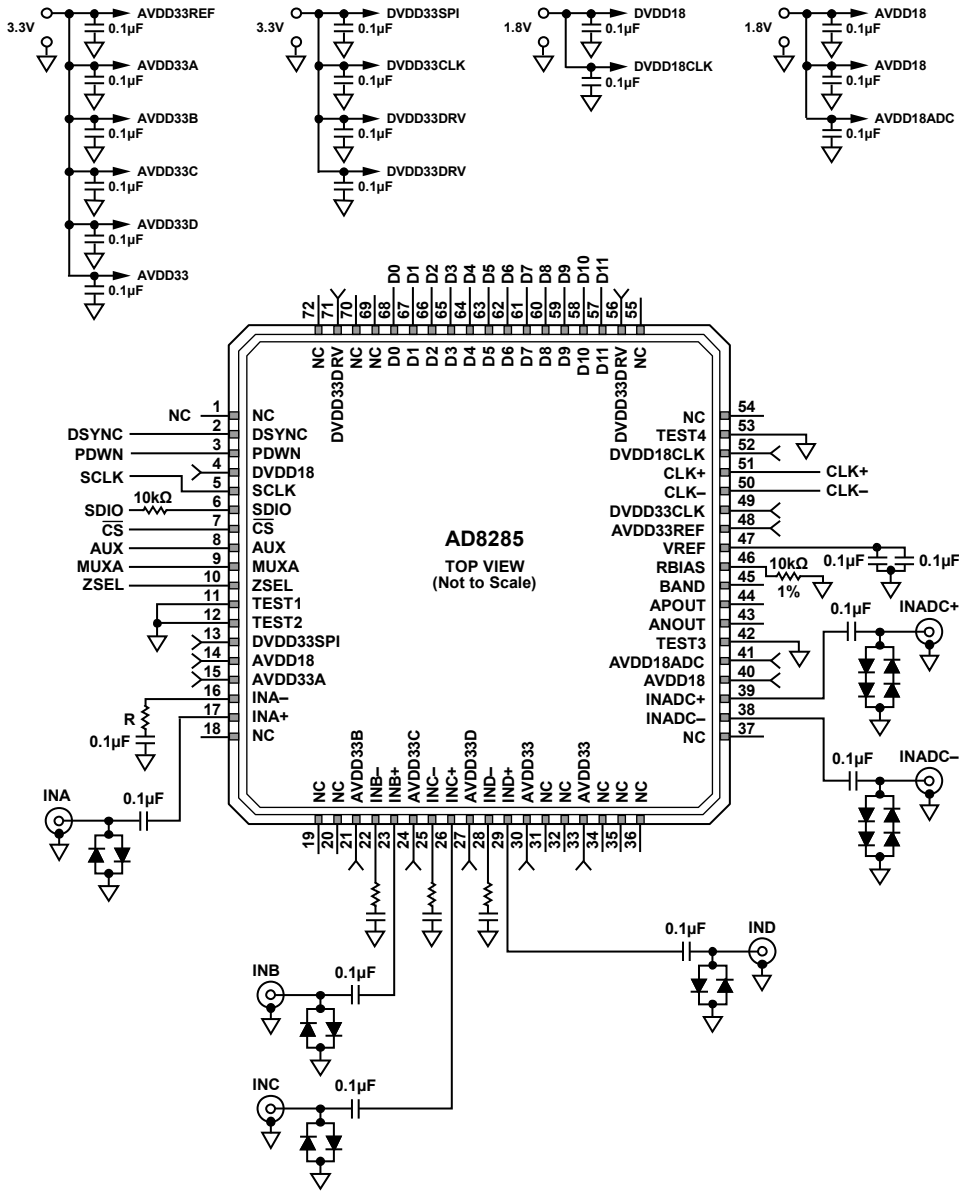 3.3V
AVDD33REF
0.1µF
AVDD33A
0.1µF
AVDD33B
0.1µF
AVDD33C
0.1µF
AVDD33D
0.1µF
AVDD33
0.1µF
3.3V
DVDD33SPI
0.1µF
DVDD33CLK
0.1µF
DVDD33DRV
0.1µF
DVDD33DRV
0.1µF
1.8V
DVDD18
0.1µF
DVDD18CLK
0.1µF
1.8V
AVDD18
0.1µF
AVDD18
0.1µF
AVDD18ADC
0.1µF
D0 D1 D2 D3 D4 D5 D6 D7 D8 D9 D10 D11
72 71 70 69 68 67 66 65 64 63 62 61 60 59 58 57 56 55
NC DVDD33DRV NC NC D0 D1 D2 D3 D4 D5 D6 D7 D8 D9 D10 D11 DVDD33DRV NC
NC 1 NC
DSYNC 2 DSYNC
PDWN 3 PDWN
4 DVDD18
SCLK 5 SCLK
SDIO 10kΩ 6 SDIO
CS 7 CS
AUX 8 AUX
MUXA 9 MUXA
ZSEL 10 ZSEL
11 TEST1
12 TEST2
13 DVDD33SPI
14 AVDD18
15 AVDD33A
16 INA–
17 INA+
18 NC
R
0.1µF
AD8285
TOP VIEW
(Not to Scale)
NC 54
TEST4 53
DVDD18CLK 52
CLK+ 51 CLK+
CLK– 50 CLK–
DVDD33CLK 49
AVDD33REF 48
VREF 47
0.1µF 0.1µF
RBIAS 46 10kΩ
1%
BAND 45
APOUT 44
ANOUT 43
TEST3 42
AVDD18ADC 41
AVDD18 40
INADC+ 39
INADC– 38
NC 37
0.1µF INADC+
0.1µF INADC–
NC NC AVDD33B INB– INB+ AVDD33C INC– INC+ AVDD33D IND– IND+ AVDD33 NC NC AVDD33 NC NC NC
19 20 21 22 23 24 25 26 27 28 29 30 31 32 33 34 35 36
INA 0.1µF
INB 0.1µF
INC 0.1µF
0.1µF IND